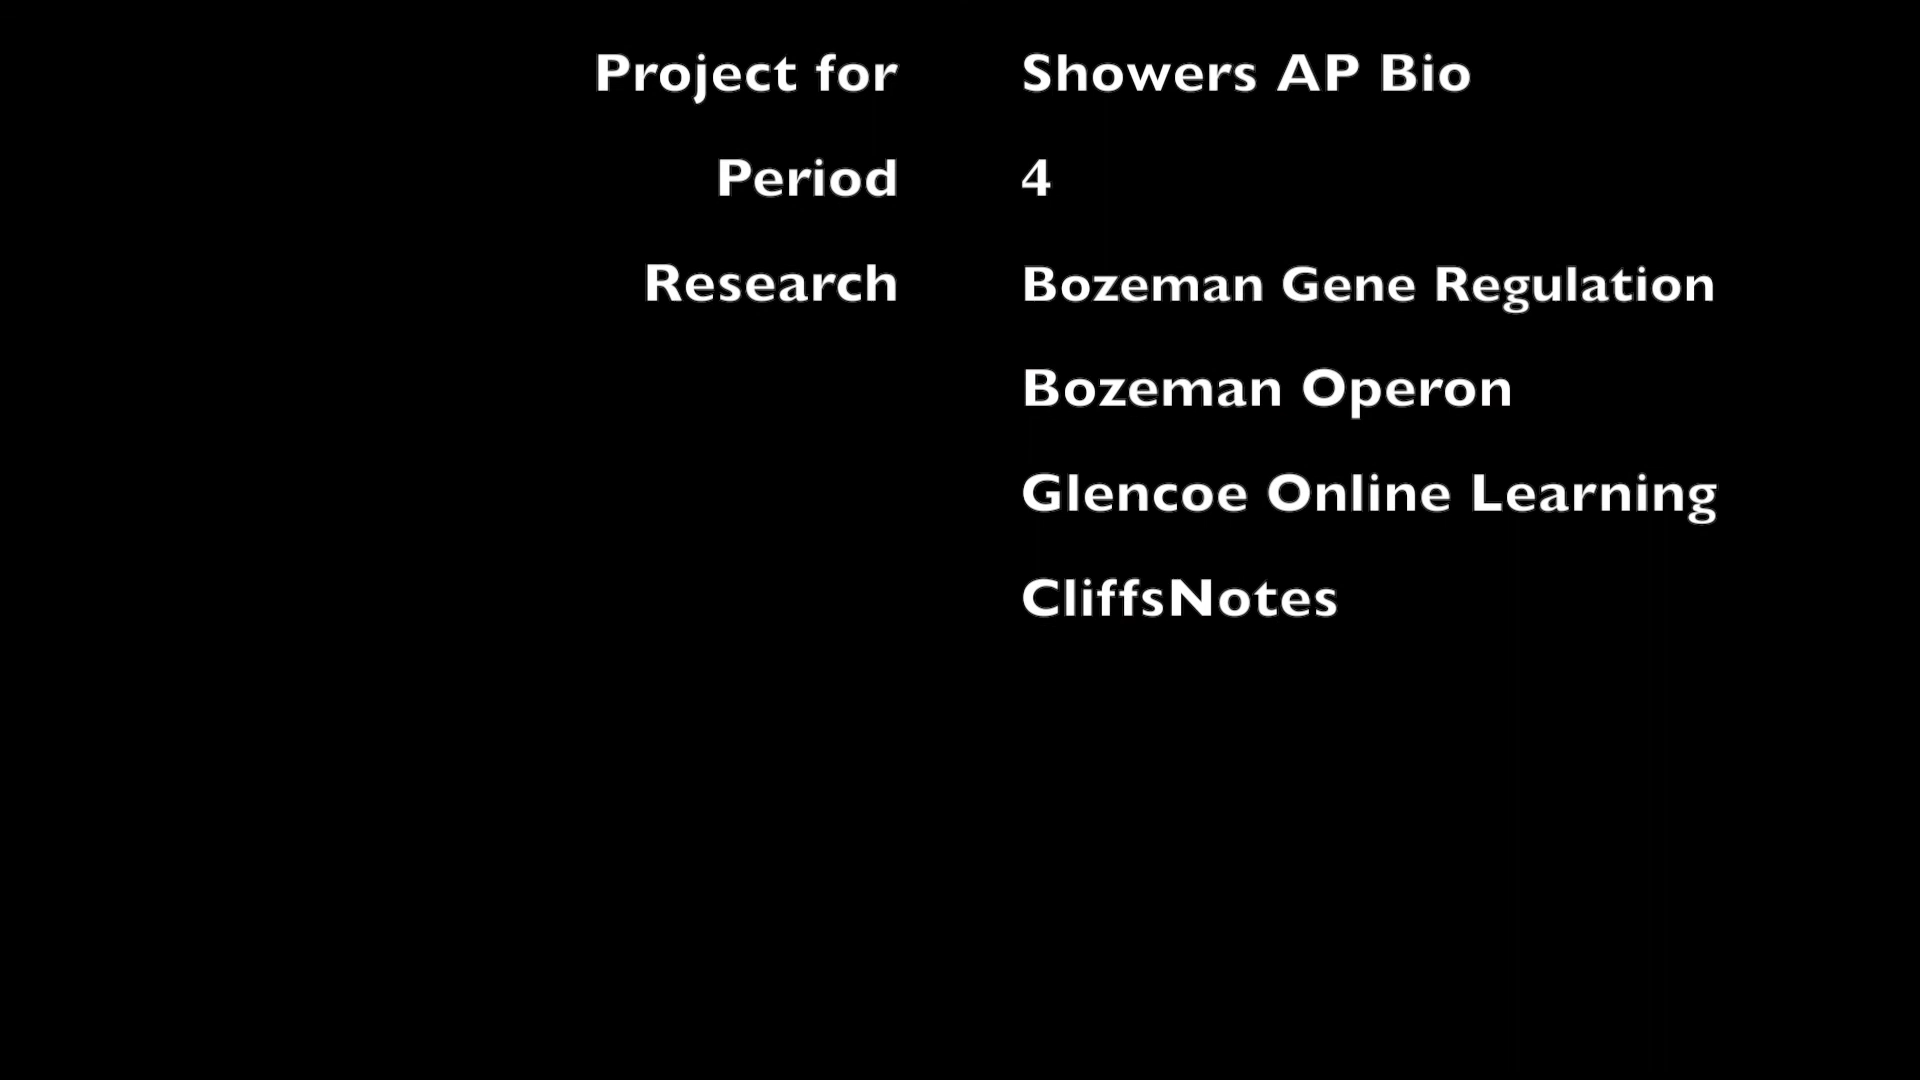 Project for Showers AP Bio
Period 4
Research Bozeman Gene Regulation
Bozeman Operon
Glencoe Online Learning
CliffsNotes